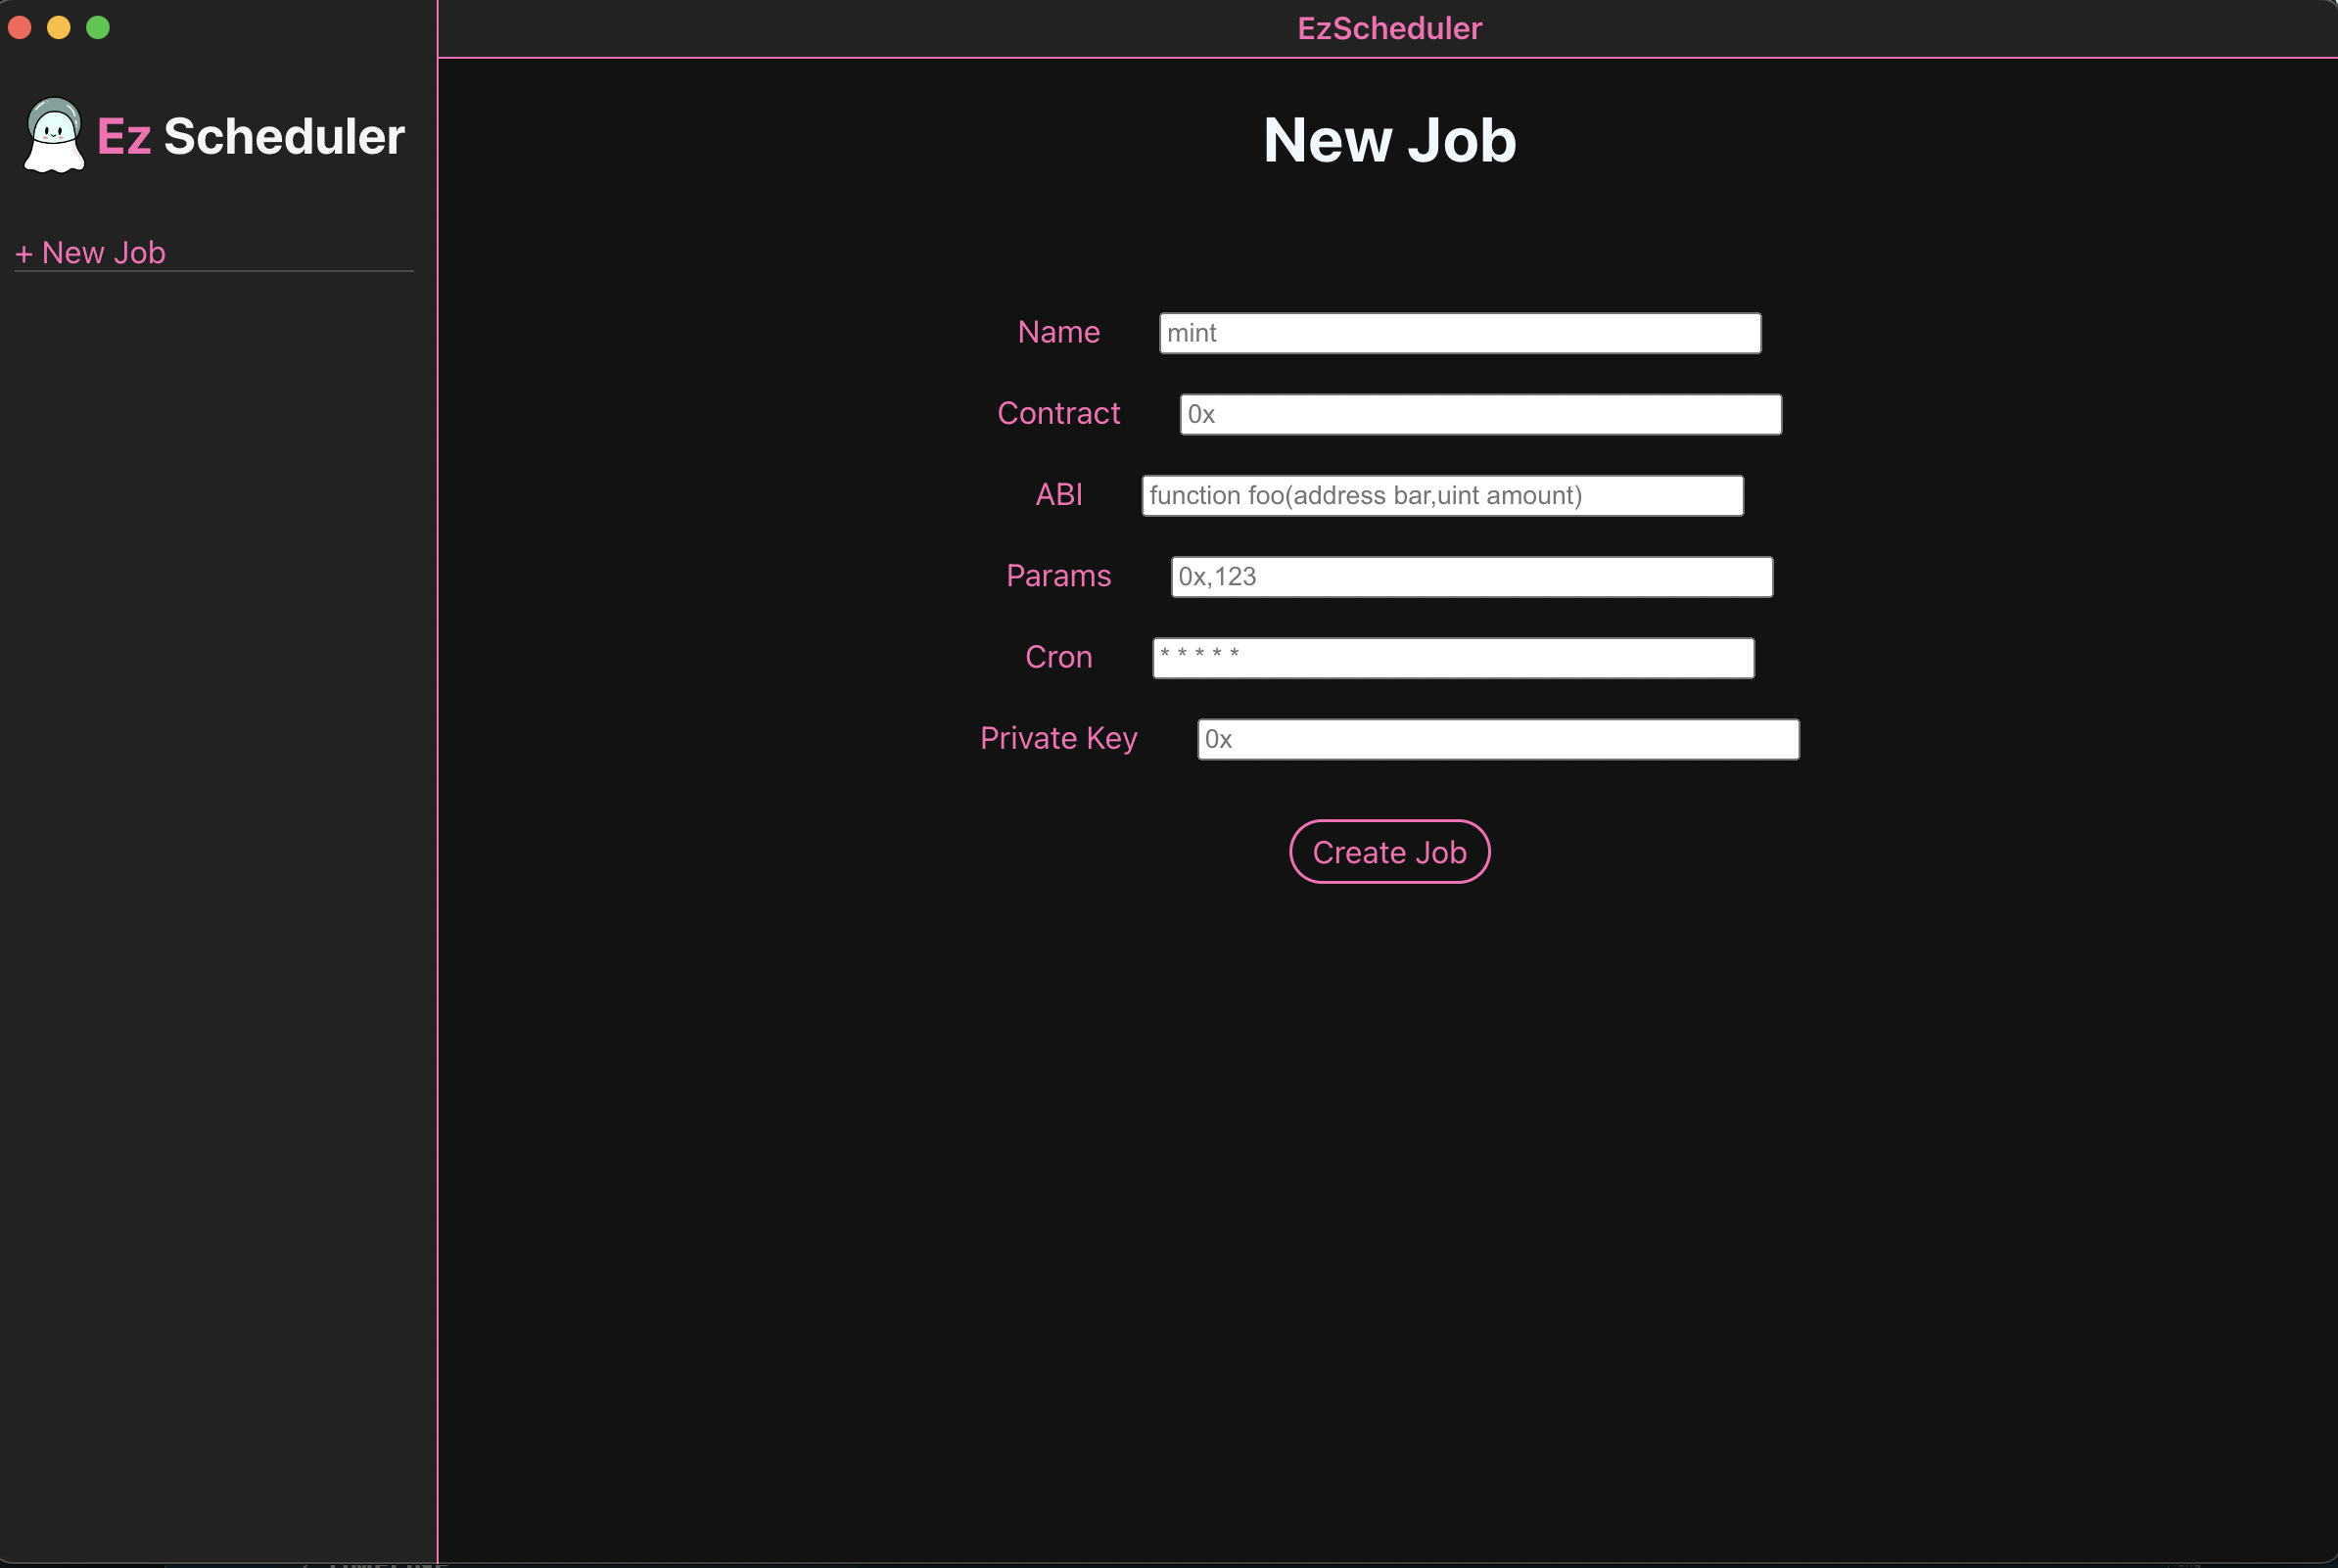 EzScheduler
Ez Scheduler
+ New Job
New Job
Name
mint
Contract
0x
ABI
function foo(address bar,uint amount)
Params
0x,123
Cron
* * * * *
Private Key
0x
Create Job